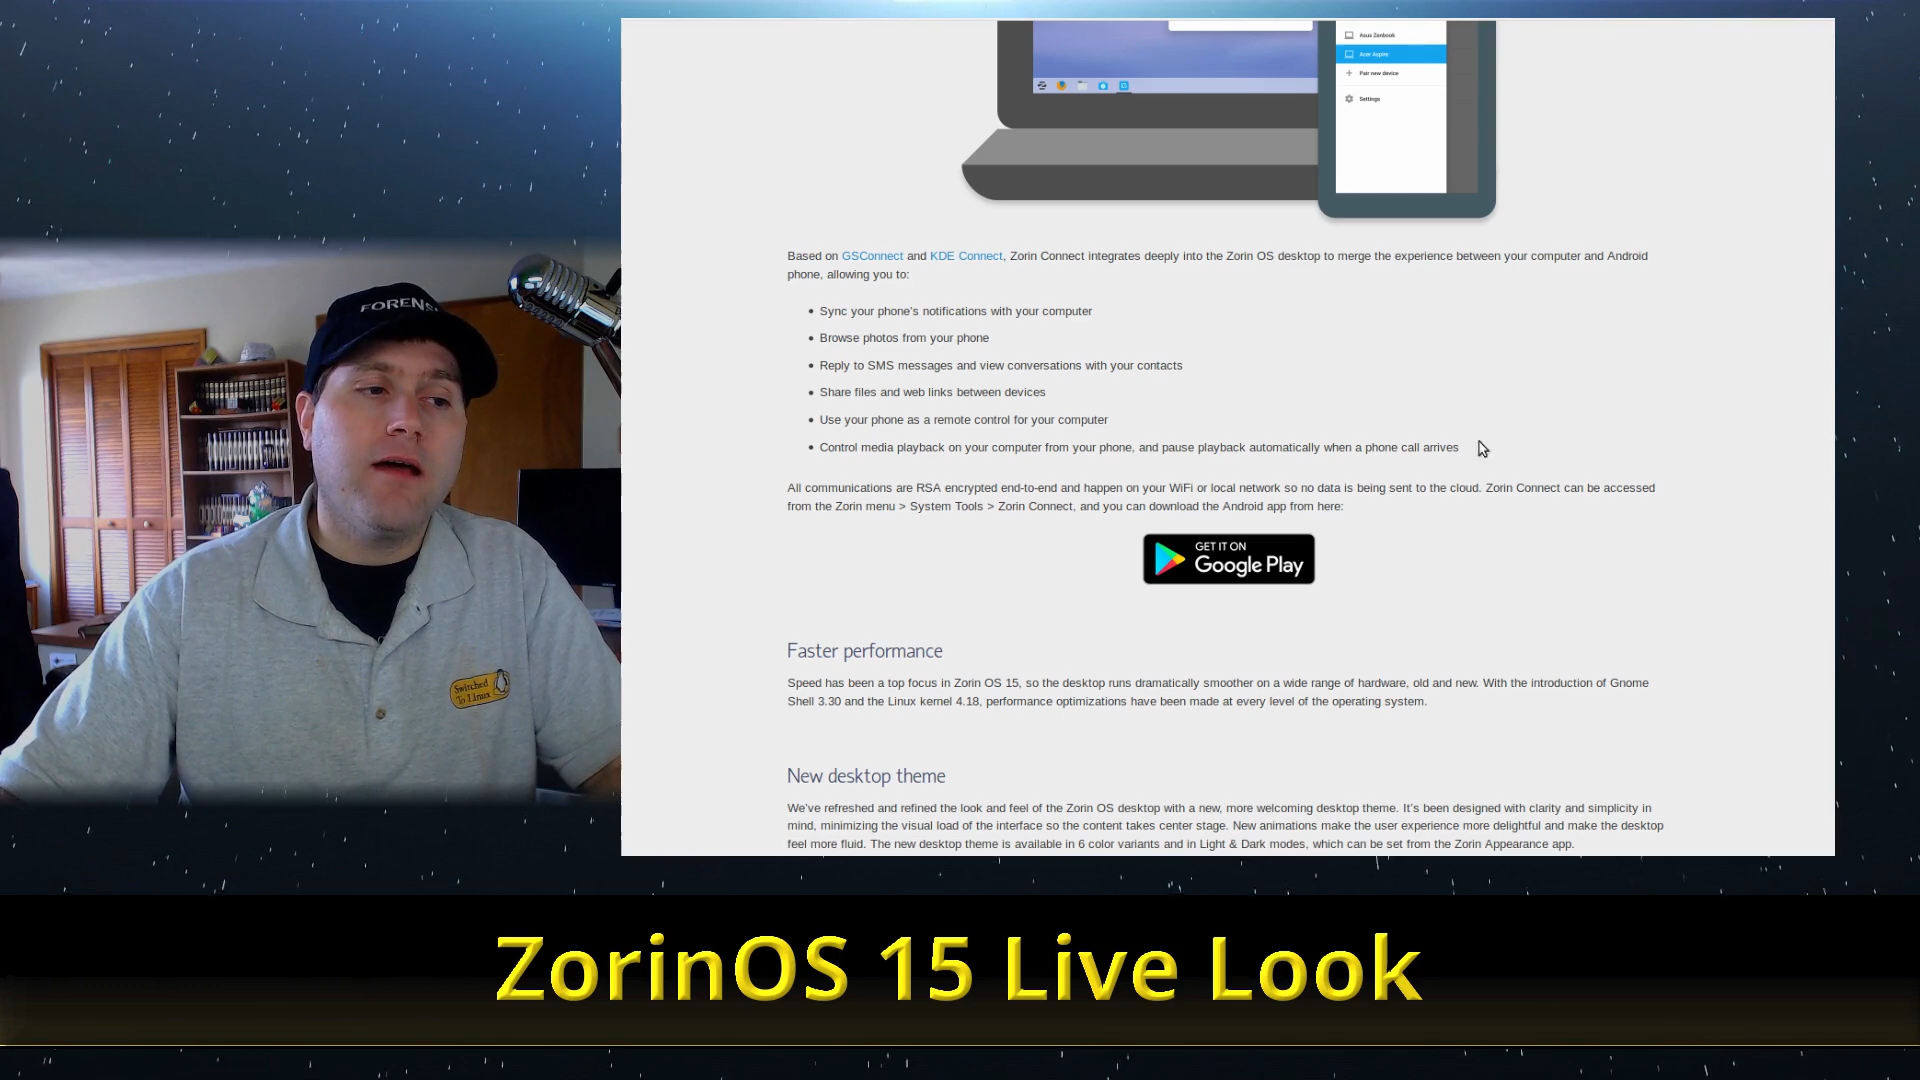 Asus Zenbook
Acer Aspire
Pair new device
Settings
Based on GSConnect and KDE Connect, Zorin Connect integrates deeply into the Zorin OS desktop to merge the experience between your computer and Android
phone, allowing you to:
Sync your phone's notifications with your computer
Browse photos from your phone
Reply to SMS messages and view conversations with your contacts
Share files and web links between devices
Use your phone as a remote control for your computer
Control media playback on your computer from your phone, and pause playback automatically when a phone call arrives
All communications are RSA encrypted end-to-end and happen on your WiFi or local network so no data is being sent to the cloud. Zorin Connect can be accessed
from the Zorin menu > System Tools > Zorin Connect, and you can download the Android app from here:
GET IT ON
Google Play
Faster performance
Speed has been a top focus in Zorin OS 15, so the desktop runs dramatically smoother on a wide range of hardware, old and new. With the introduction of Gnome
Shell 3.30 and the Linux kernel 4.18, performance optimizations have been made at every level of the operating system.
New desktop theme
We've refreshed and refined the look and feel of the Zorin OS desktop with a new, more welcoming desktop theme. It's been designed with clarity and simplicity in
mind, minimizing the visual load of the interface so the content takes center stage. New animations make the user experience more delightful and make the desktop
feel more fluid. The new desktop theme is available in 6 color variants and in Light & Dark modes, which can be set from the Zorin Appearance app.
FORENS
Switched
To Linux
ZorinOS 15 Live Look